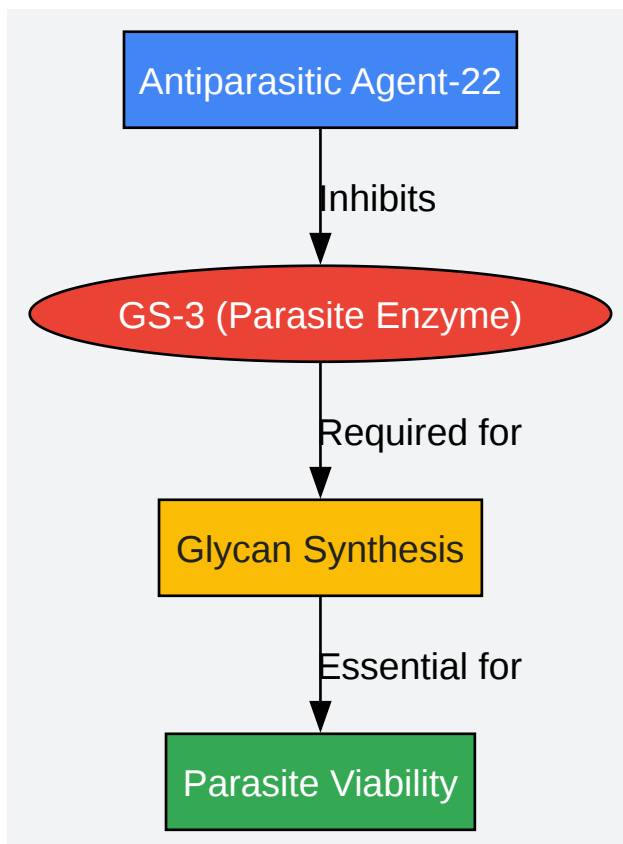 Antiparasitic Agent-22
Inhibits
GS-3 (Parasite Enzyme)
Required for
Glycan Synthesis
Essential for
Parasite Viability